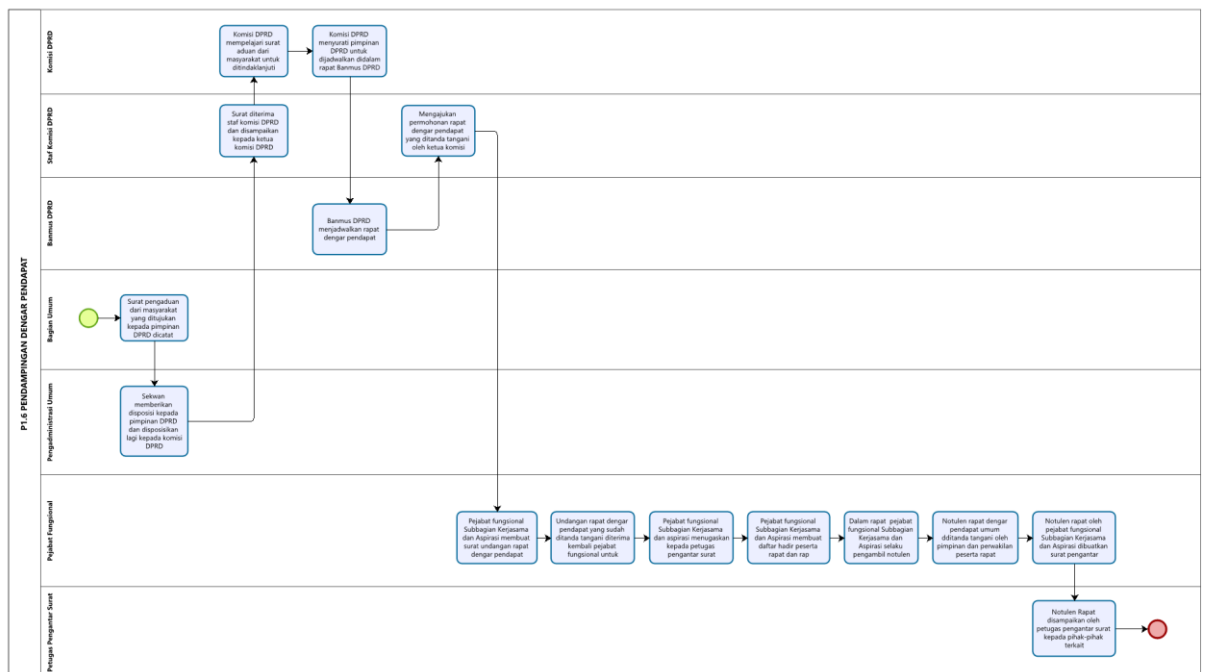 P1.6 PENDAMPINGAN DENGAR PENDAPAT
Komisi DPRD
Komisi DPRD
mempelajari surat
aduan dari
masyarakat untuk
ditindaklanjuti
Komisi DPRD
menyurati pimpinan
DPRD untuk
dijadwalkan didalam
rapat Banmus DPRD
Staf Komisi DPRD
Surat diterima
staf komisi DPRD
dan disampaikan
kepada ketua
komisi DPRD
Mengajukan
permohonan rapat
dengar pendapat
yang ditanda tangani
oleh ketua komisi
Banmus DPRD
Banmus DPRD
menjadwalkan rapat
dengar pendapat
Bagian Umum
Surat pengaduan
dari masyarakat
yang ditujukan
kepada pimpinan
DPRD dicatat
Pengadministrasi Umum
Sekwan
memberikan
disposisi kepada
pimpinan DPRD
dan disposisikan
lagi kepada komisi
DPRD
Pejabat Fungsional
Pejabat fungsional
Subbagian Kerjasama
dan Aspirasi membuat
surat undangan rapat
dengar pendapat
Undangan rapat dengar
pendapat yang sudah
ditanda tangani diterima
kembali pejabat
fungsional untuk
Pejabat fungsional
Subbagian Kerjasama
dan aspirasi menugaskan
kepada petugas
pengantar surat
Pejabat fungsional
Subbagian Kerjasama
dan Aspirasi membuat
daftar hadir peserta
rapat dan rap
Dalam rapat pejabat
fungsional Subbagian
Kerjasama dan
Aspirasi selaku
pengambil notulen
Notulen rapat dengar
pendapat umum
dditanda tangani oleh
pimpinan dan perwakilan
peserta rapat
Notulen rapat oleh
pejabat fungsional
Subbagian Kerjasama
dan Aspirasi dibuatkan
surat pengantar
Petugas Pengantar Surat
Notulen Rapat
disampaikan oleh
petugas pengantar surat
kepada pihak-pihak
terkait